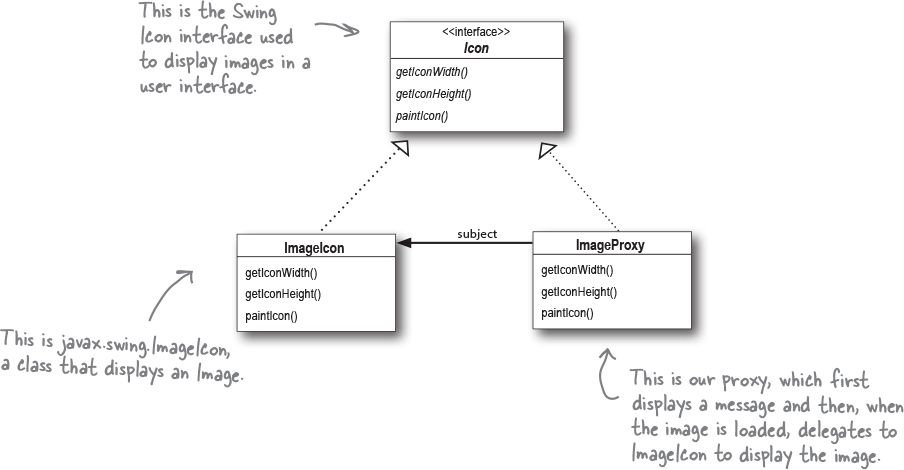 This is the Swing
Icon interface used
to display images in a
user interface.
<<interface>>
Icon
getIconWidth()
getIconHeight()
paintIcon()
subject
ImageIcon
getIconWidth()
getIconHeight()
paintIcon()
ImageProxy
getIconWidth()
getIconHeight()
paintIcon()
This is javax.swing.ImageIcon,
a class that displays an Image.
This is our proxy, which first
displays a message and then, when
the image is loaded, delegates to
ImageIcon to display the image.